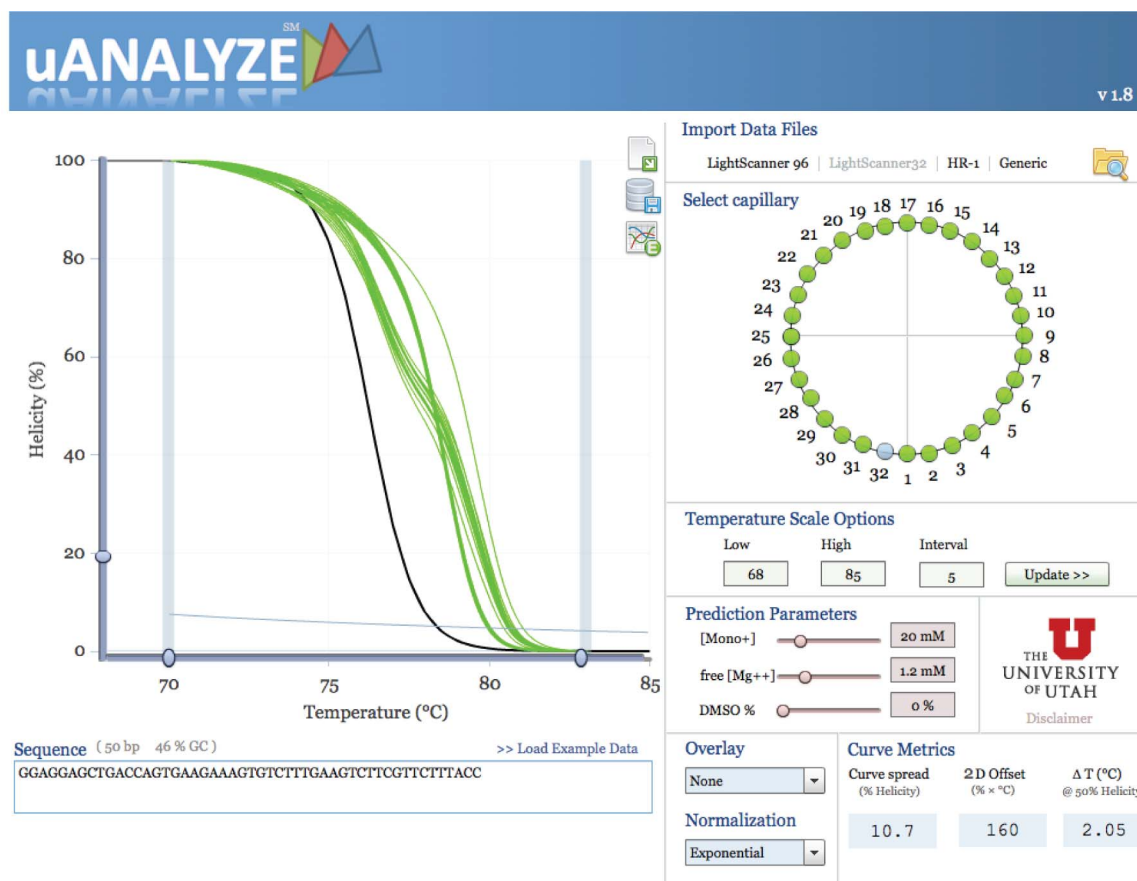 uANALYZE SM
v 1.8
100
80
60
40
20
0
Helicity (%)
70 75 80 85
Temperature (ºC)
Sequence ( 50 bp 46 % GC ) >> Load Example Data
GGAGGAGCTGACCAGTGAAGAAAGTGTCTTTGAAGTCTTCGTTCTTTACC
Import Data Files
LightScanner 96 | LightScanner32 | HR-1 | Generic
Select capillary
17
18 16
19 15
20 14
21 13
22 12
23 11
24 10
25 9
26 8
27 7
28 6
29 5
30 4
31 3
32 1 2
Temperature Scale Options
Low High Interval
68 85 5 Update >>
Prediction Parameters
[Mono+] 20 mM
free [Mg++] 1.2 mM
DMSO % 0 %
U
THE
UNIVERSITY
OF UTAH
Disclaimer
Overlay
None
Normalization
Exponential
Curve Metrics
Curve spread 2D Offset Δ T (ºC)
(% Helicity) (% × ºC) @ 50% Helicity
10.7 160 2.05